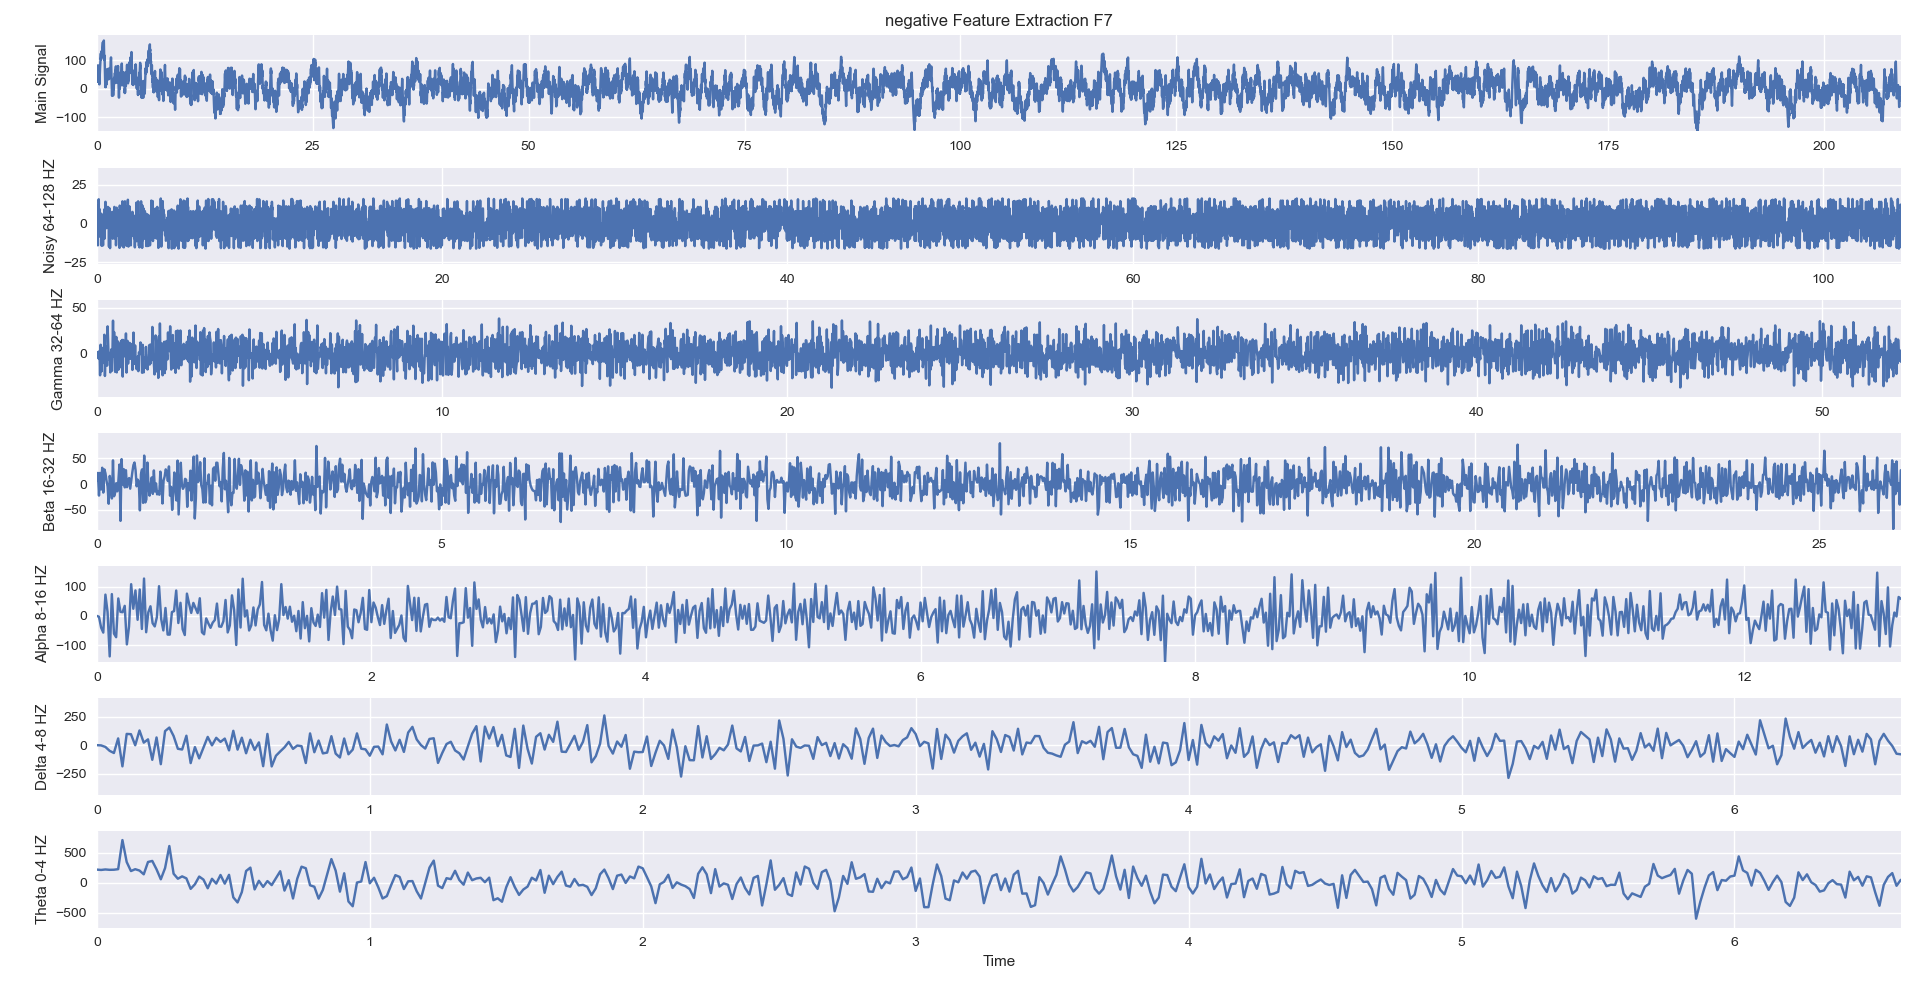 negative Feature Extraction F7
Main Signal
100
0
−100
0 25 50 75 100 125 150 175 200
Noisy 64-128 HZ
25
0
−25
0 20 40 60 80 100
Gamma 32-64 HZ
50
0
0 10 20 30 40 50
Beta 16-32 HZ
50
0
−50
0 5 10 15 20 25
Alpha 8-16 HZ
100
0
−100
0 2 4 6 8 10 12
Delta 4-8 HZ
250
0
−250
0 1 2 3 4 5 6
Theta 0-4 HZ
500
0
−500
0 1 2 3 4 5 6
Time